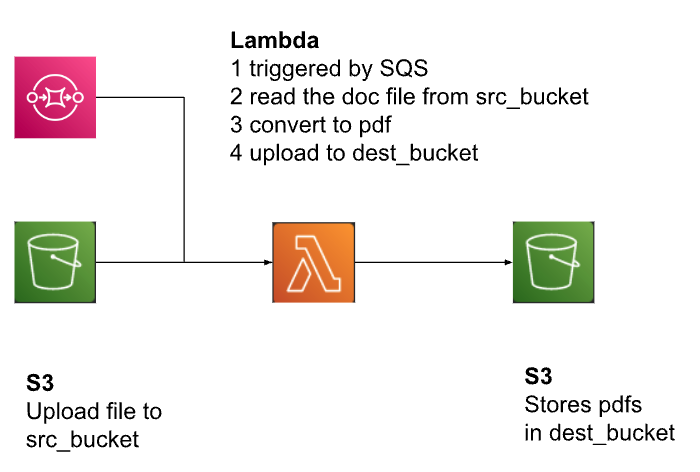 Lambda
1 triggered by SQS
2 read the doc file from src_bucket
3 convert to pdf
4 upload to dest_bucket
S3
Upload file to
src_bucket
S3
Stores pdfs
in dest_bucket